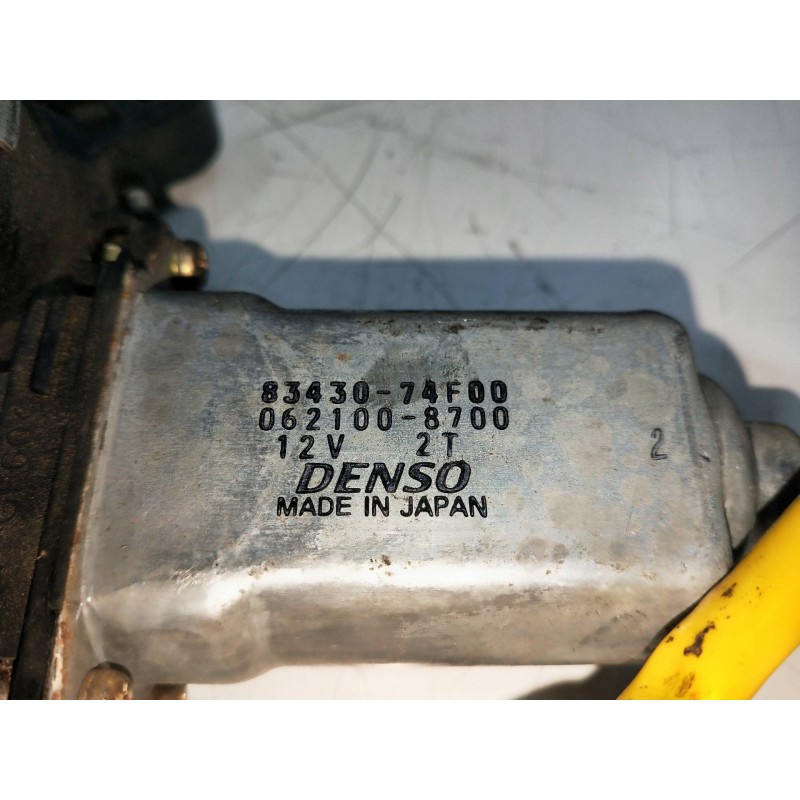 83430-74F00
062100-8700
12V 2T 2
DENSO
MADE IN JAPAN